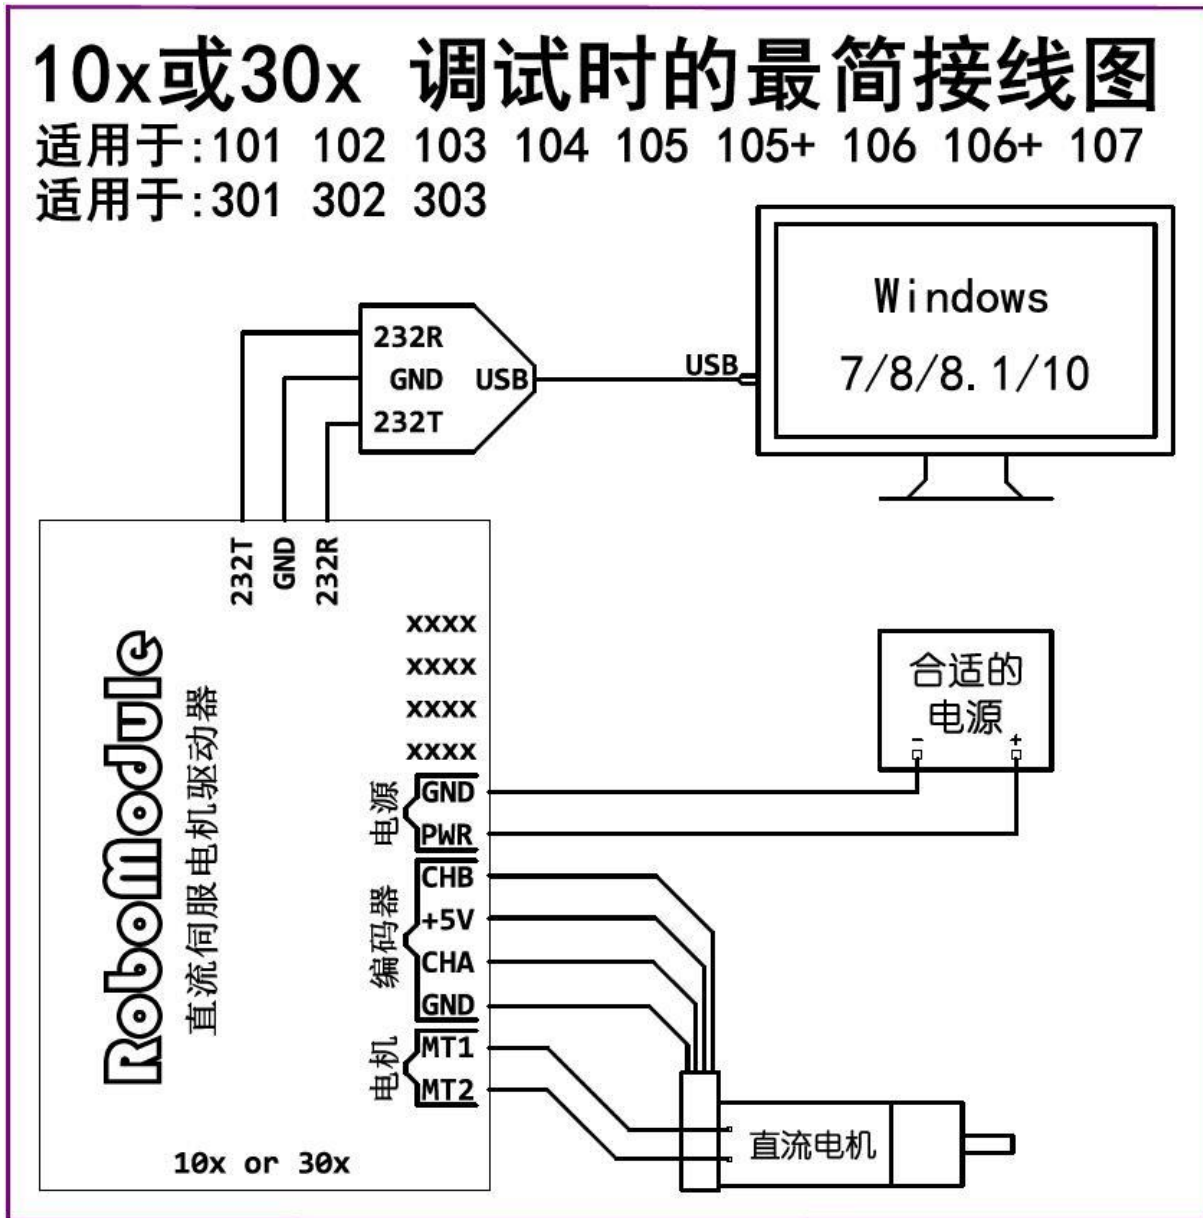 10x或30x 调试时的最简接线图
适用于:101 102 103 104 105 105+ 106 106+ 107
适用于:301 302 303
Windows
7/8/8.1/10
232R
GND
232T
USB
USB
232T
GND
232R
RoboModule
直流伺服电机驱动器
xxxx
xxxx
xxxx
xxxx
电源
GND
PWR
编码器
CHB
+5V
CHA
GND
电机
MT1
MT2
10x or 30x
合适的
电源
- +
直流电机